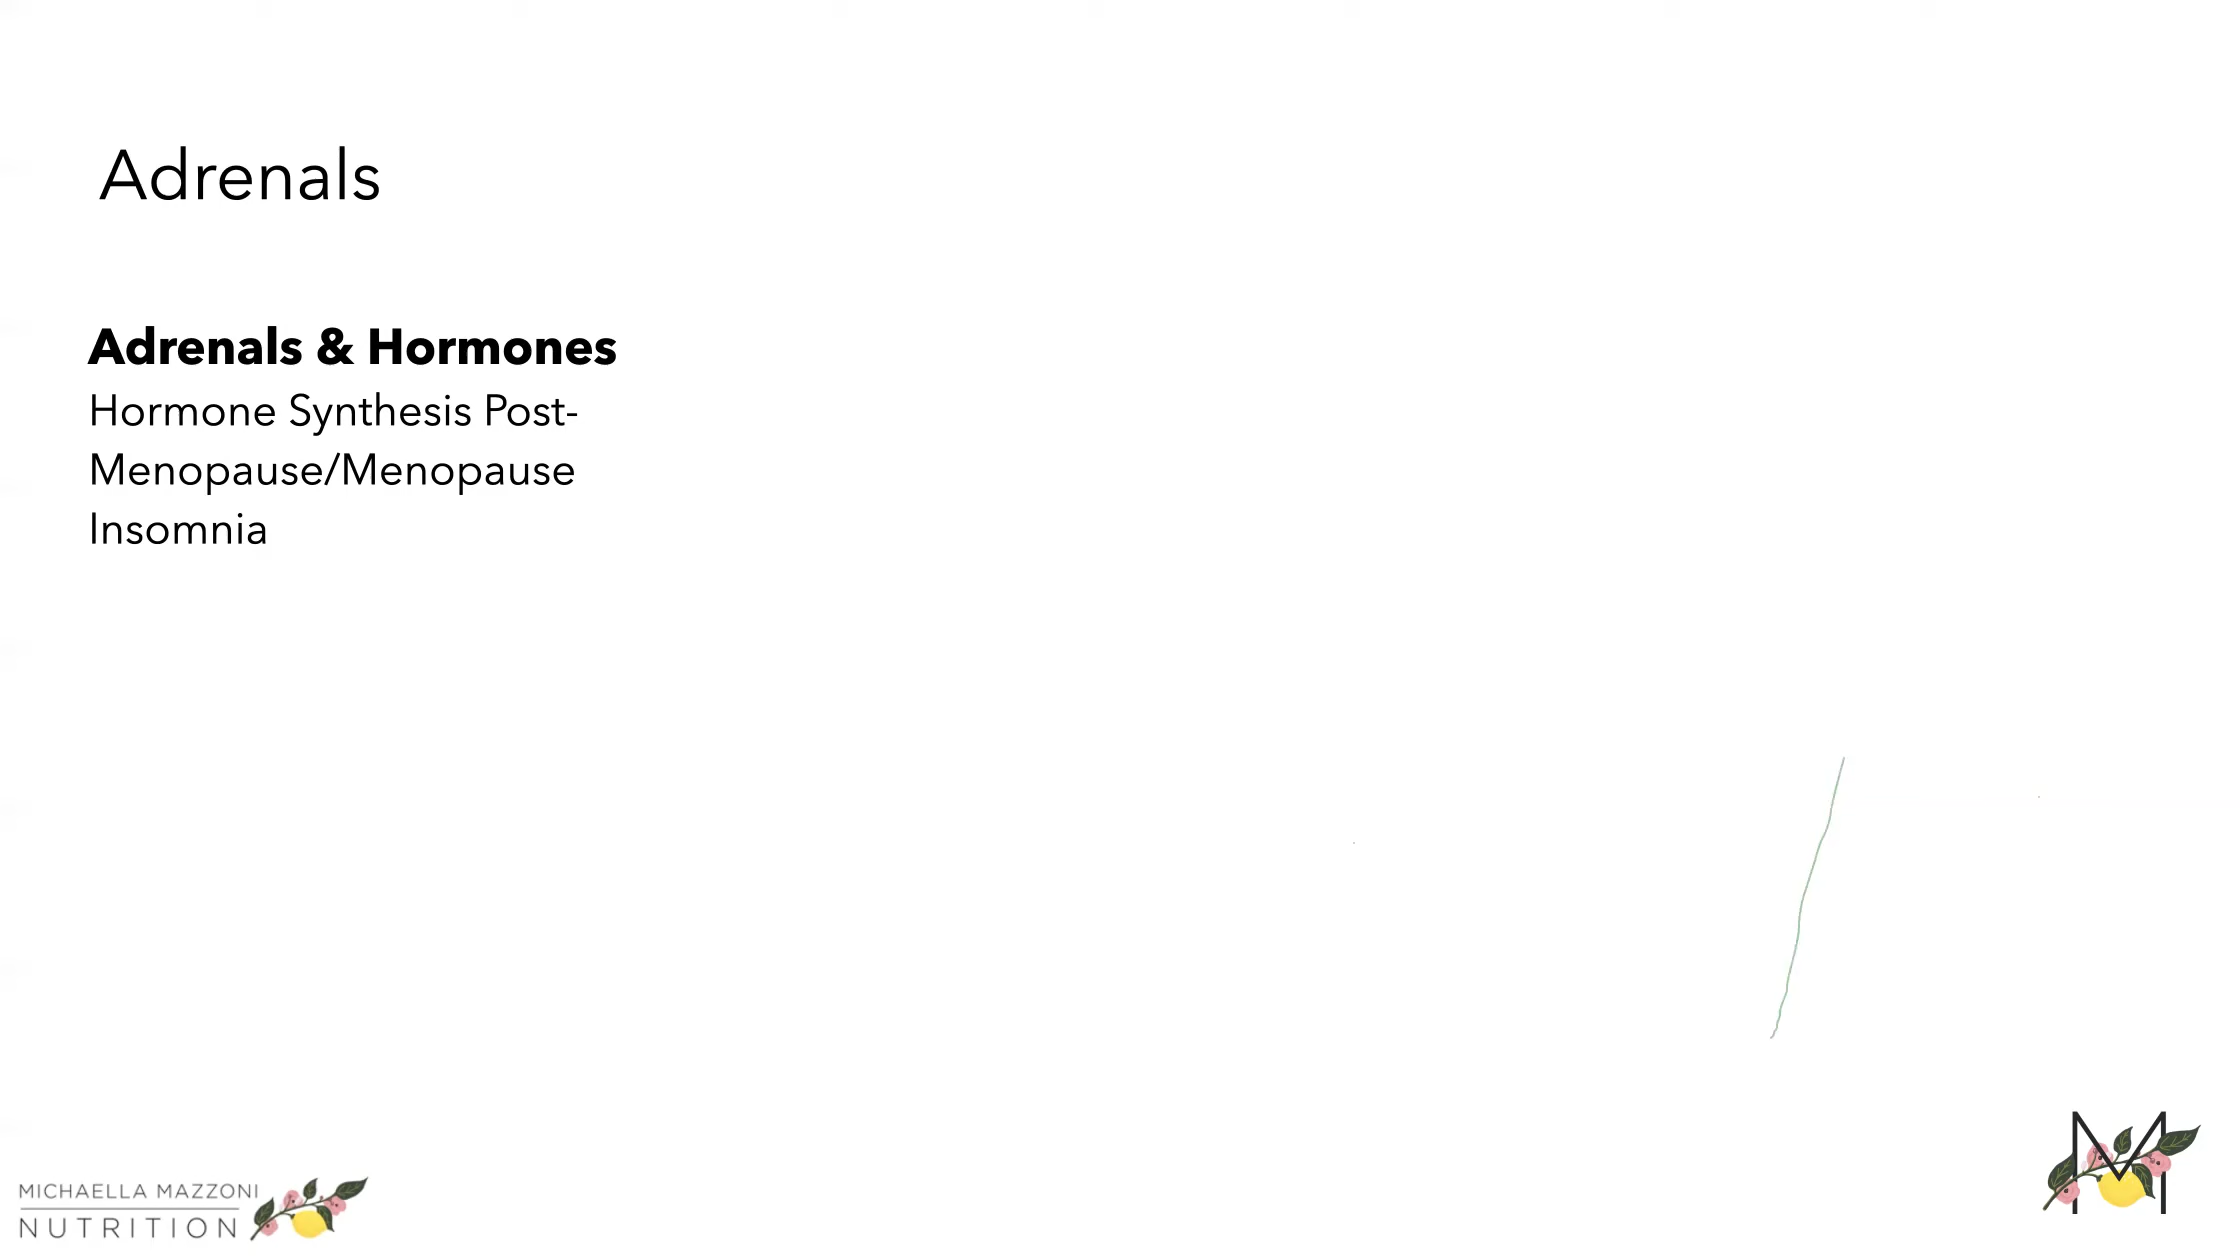 Adrenals
Adrenals & Hormones
Hormone Synthesis Post-
Menopause/Menopause
Insomnia
MICHAELLA MAZZONI
NUTRITION
M